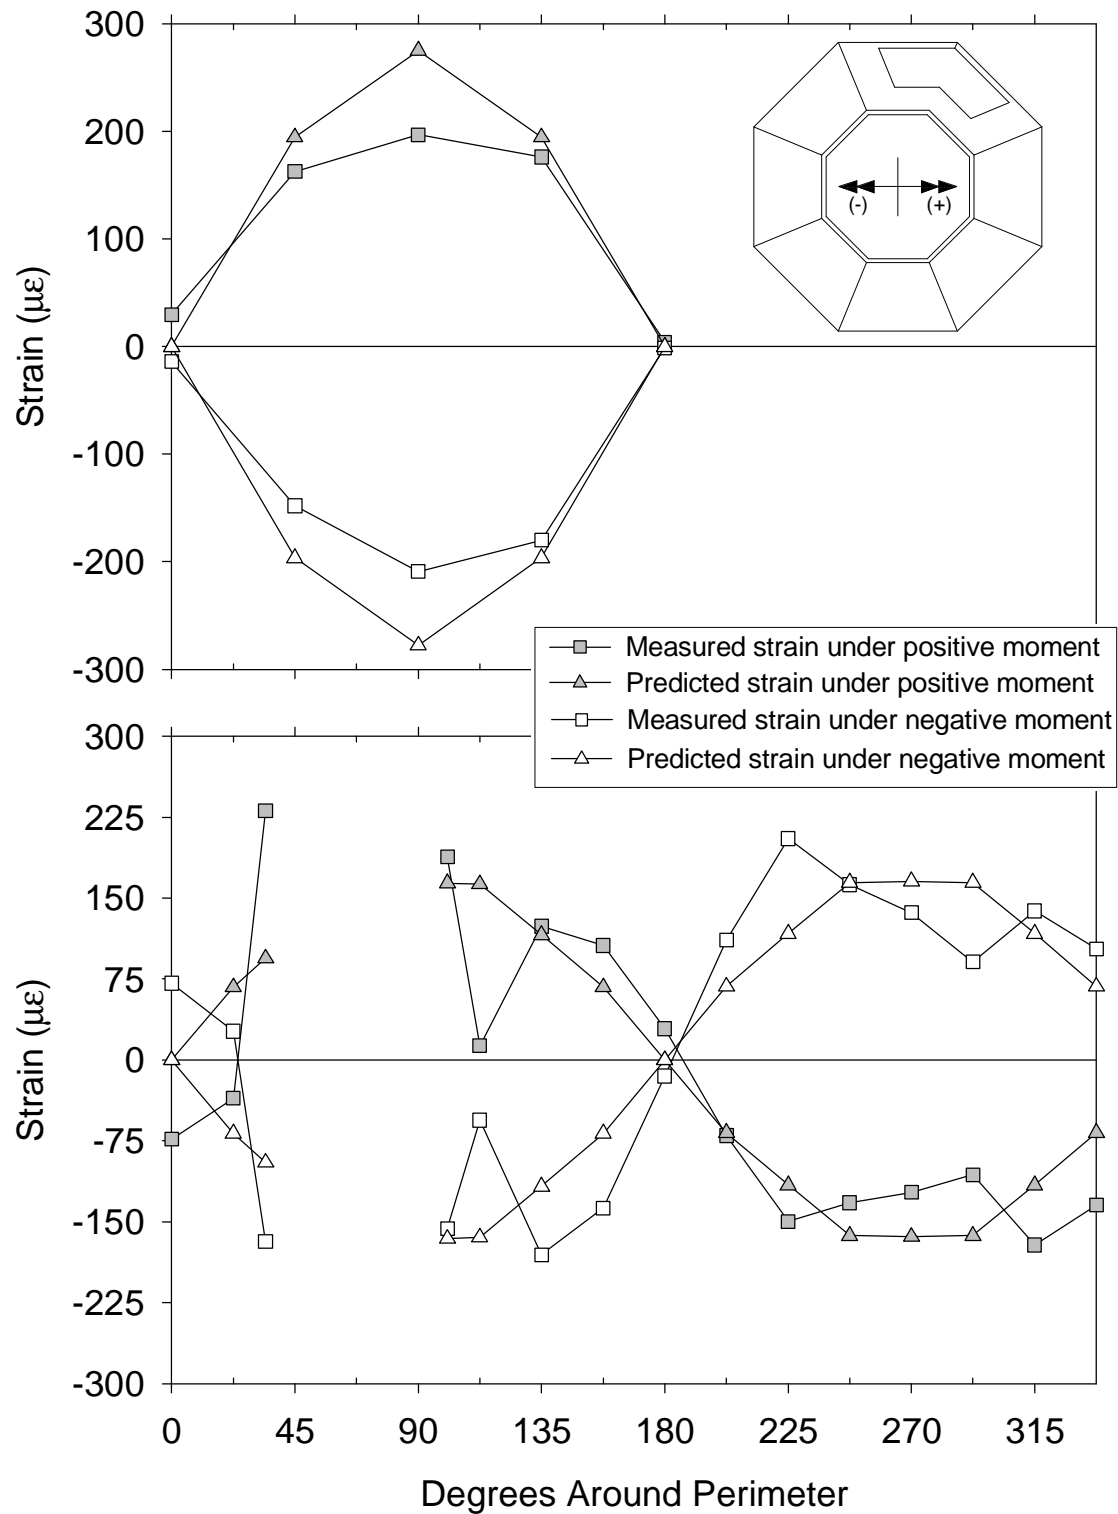 300
200
100
0
-100
-200
-300
Strain (με)
(-) (+)
Measured strain under positive moment
Predicted strain under positive moment
Measured strain under negative moment
Predicted strain under negative moment
300
225
150
75
0
-75
-150
-225
-300
Strain (με)
0 45 90 135 180 225 270 315
Degrees Around Perimeter